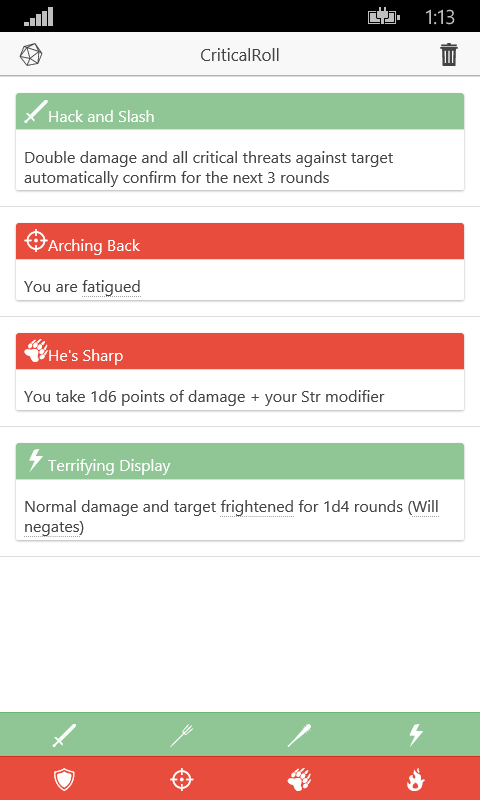 1:13
CriticalRoll
Hack and Slash
Double damage and all critical threats against target
automatically confirm for the next 3 rounds
Arching Back
You are fatigued
He's Sharp
You take 1d6 points of damage + your Str modifier
Terrifying Display
Normal damage and target frightened for 1d4 rounds (Will
negates)